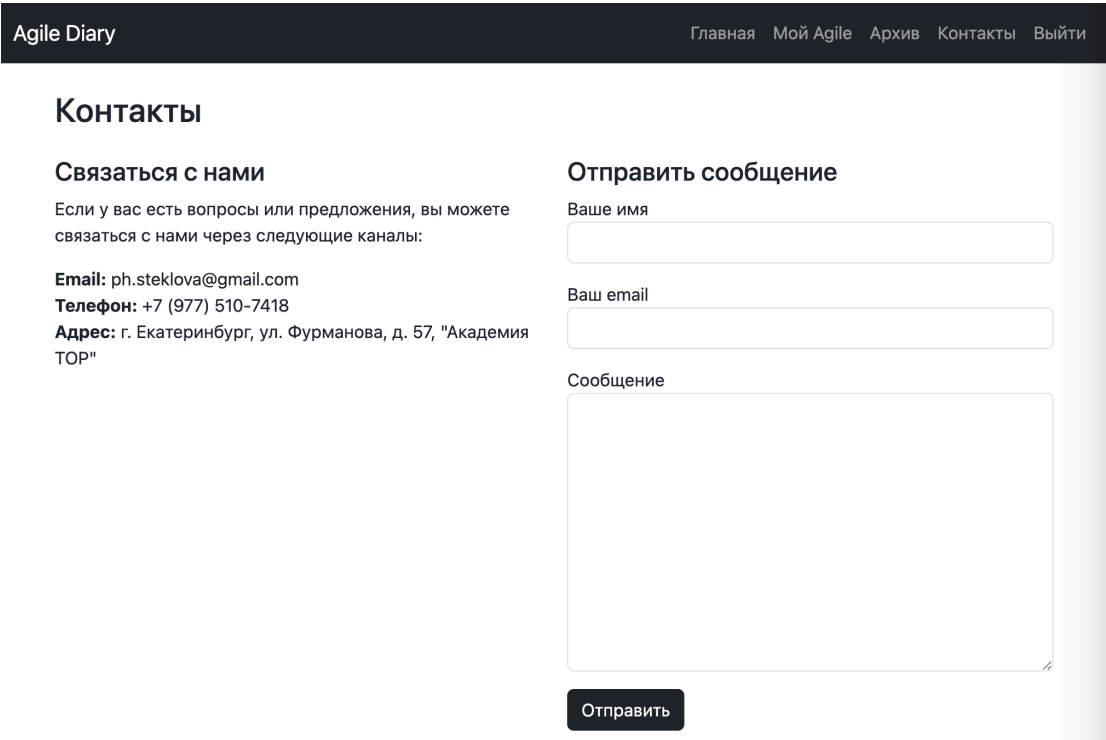 Agile Diary
Главная Мой Agile Архив Контакты Выйти
Контакты
Связаться с нами
Если у вас есть вопросы или предложения, вы можете
связаться с нами через следующие каналы:
Email: ph.steklova@gmail.com
Телефон: +7 (977) 510-7418
Адрес: г. Екатеринбург, ул. Фурманова, д. 57, "Академия
TOP"
Отправить сообщение
Ваше имя
Ваш email
Сообщение
Отправить